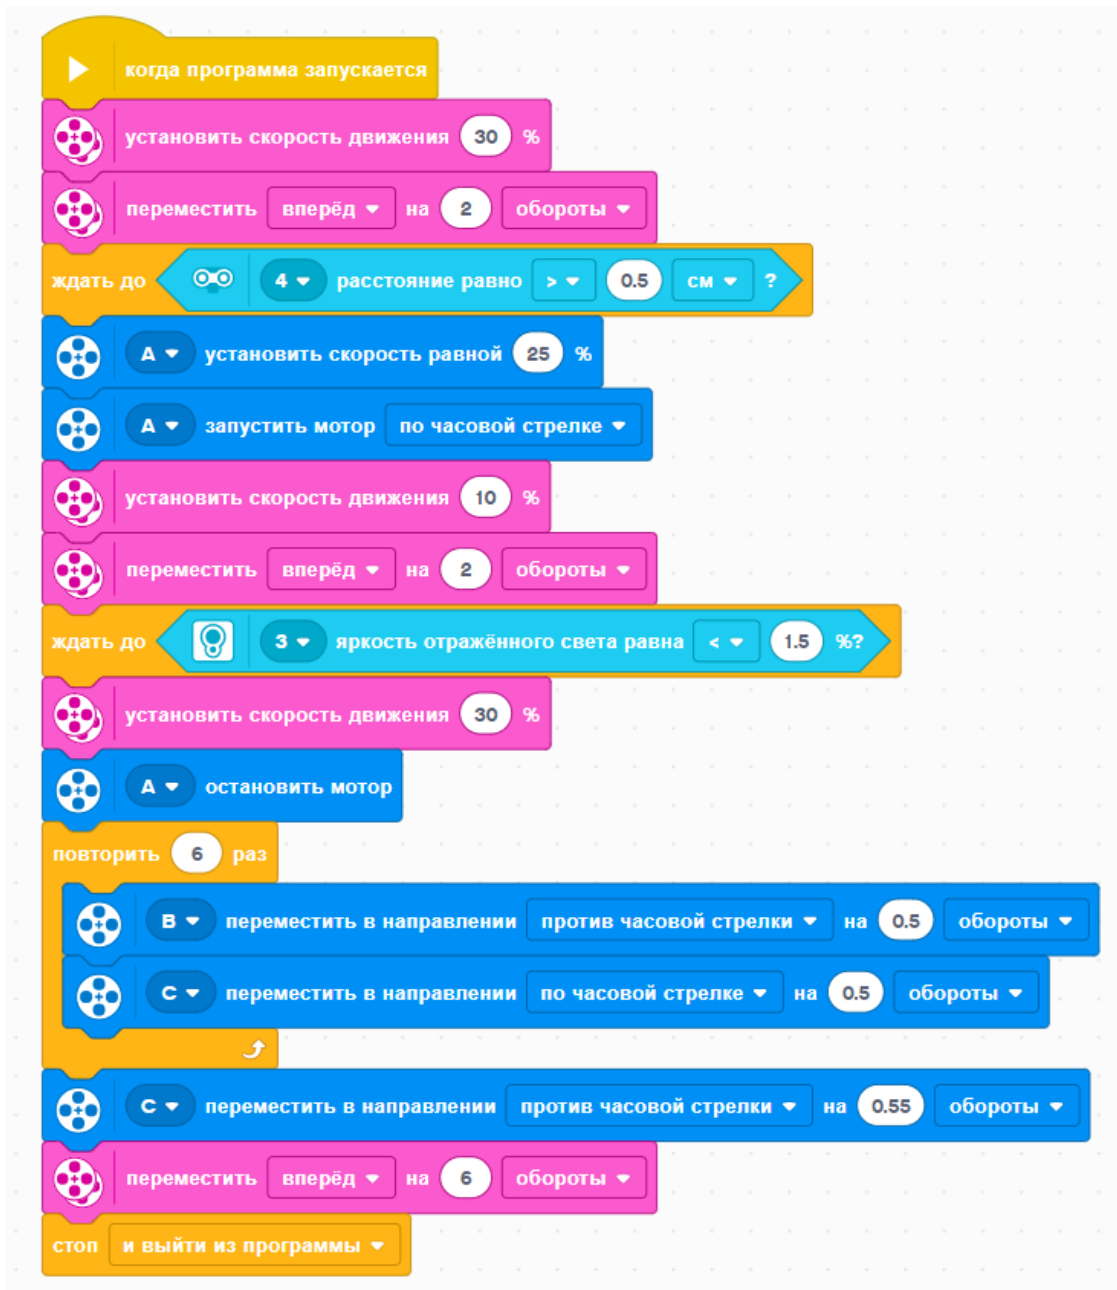 когда программа запускается
установить скорость движения 30 %
переместить вперёд на 2 обороты
ждать до 4 расстояние равно > 0.5 см ?
A установить скорость равной 25 %
A запустить мотор по часовой стрелке
установить скорость движения 10 %
переместить вперёд на 2 обороты
ждать до 3 яркость отражённого света равна < 1.5 %?
установить скорость движения 30 %
A остановить мотор
повторить 6 раз
B переместить в направлении против часовой стрелки на 0.5 обороты
C переместить в направлении по часовой стрелке на 0.5 обороты
C переместить в направлении против часовой стрелки на 0.55 обороты
переместить вперёд на 6 обороты
стоп и выйти из программы